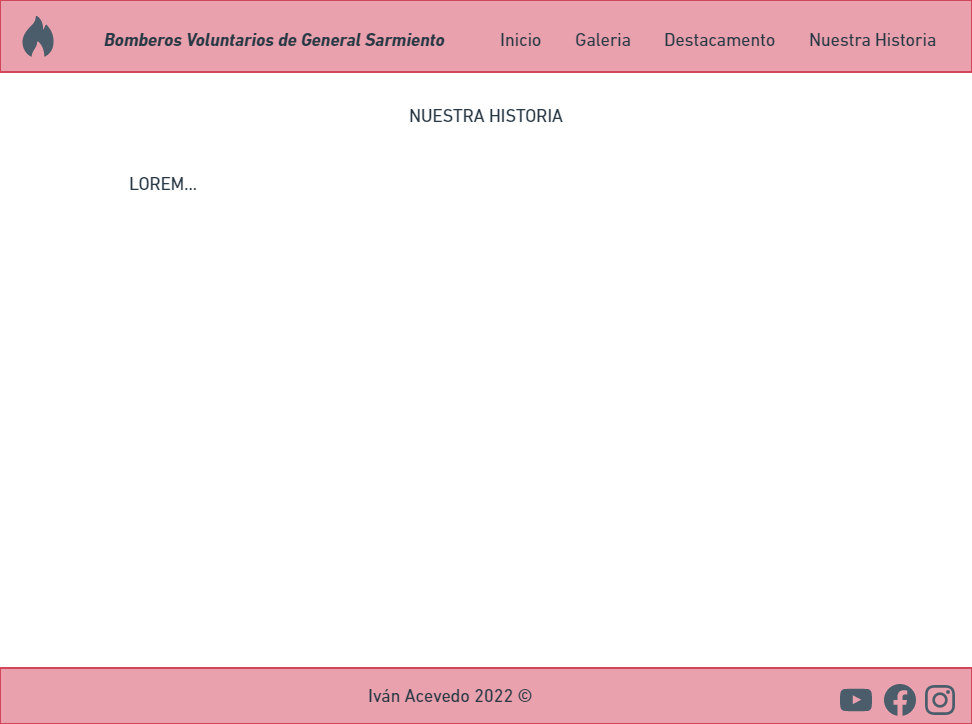 Bomberos Voluntarios de General Sarmiento Inicio Galeria Destacamento Nuestra Historia
NUESTRA HISTORIA
LOREM...
Iván Acevedo 2022 ©